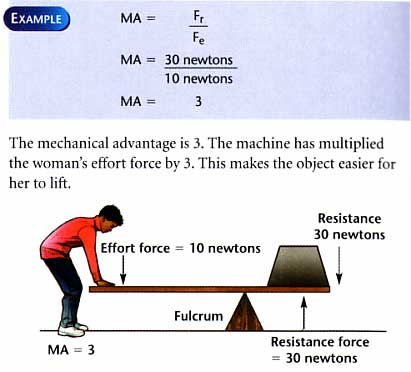 EXAMPLE
MA = Fr
Fe
MA = 30 newtons
10 newtons
MA = 3
The mechanical advantage is 3. The machine has multiplied
the woman's effort force by 3. This makes the object easier for
her to lift.
Resistance
30 newtons
Effort force = 10 newtons
Fulcrum
Resistance force
= 30 newtons
MA = 3